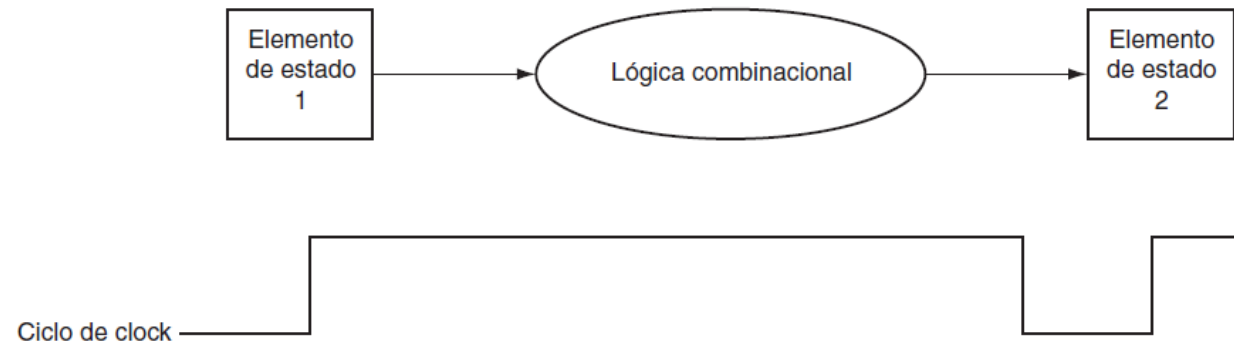 Elemento
de estado
1
Lógica combinacional
Elemento
de estado
2
Ciclo de clock